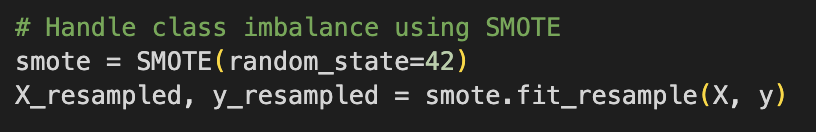 # Handle class imbalance using SMOTE
smote = SMOTE(random_state=42)
X_resampled, y_resampled = smote.fit_resample(X, y)